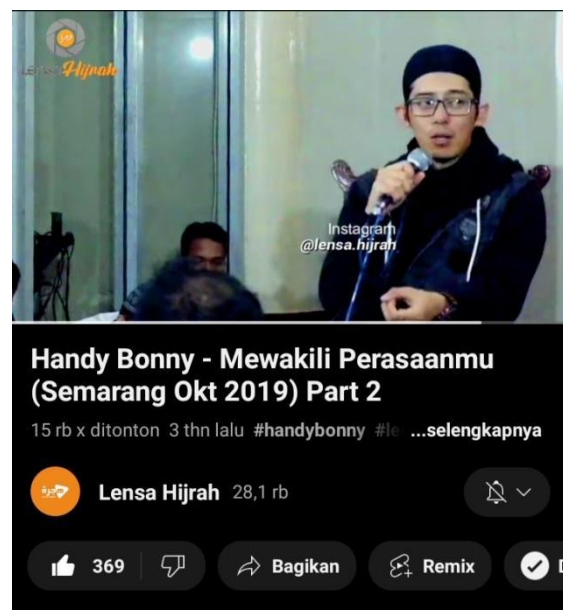 Lensa Hijrah
Instagram
@lensa.hijrah
Handy Bonny - Mewakili Perasaanmu
(Semarang Okt 2019) Part 2
15 rb x ditonton 3 thn lalu #handybonny #le ...selengkapnya
Lensa Hijrah 28,1 rb
369 Bagikan Remix D